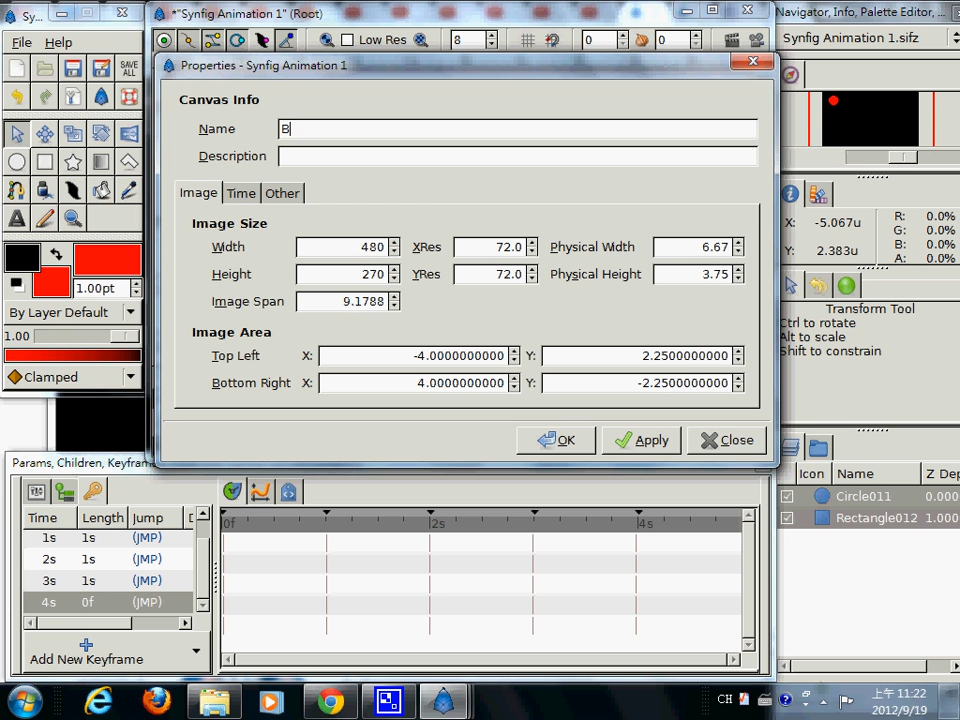 Sy...
*"Synfig Animation 1" (Root)
Navigator, Info, Palette Editor, ...
File Help
Low Res 8 0 0
Synfig Animation 1.sifz
SAVE
ALL
Properties - Synfig Animation 1
Canvas Info
Name B
Description
Image Time Other
Image Size
Width 480 XRes 72.0 Physical Width 6.67
Height 270 YRes 72.0 Physical Height 3.75
Image Span 9.1788
Image Area
Top Left X: -4.0000000000 Y: 2.2500000000
Bottom Right X: 4.0000000000 Y: -2.2500000000
OK Apply Close
1.00pt
By Layer Default
1.00
Clamped
X: -5.067u
Y: 2.383u
R: 0.0%
G: 0.0%
B: 0.0%
A: 0.0%
Transform Tool
Ctrl to rotate
Alt to scale
Shift to constrain
Icon Name Z Dep
Circle011 0.000
Rectangle012 1.000
Params, Children, Keyfram
Time Length Jump D
1s 1s (JMP)
2s 1s (JMP)
3s 1s (JMP)
4s 0f (JMP)
Add New Keyframe
0f 2s 4s
CH
上午 11:22
2012/9/19